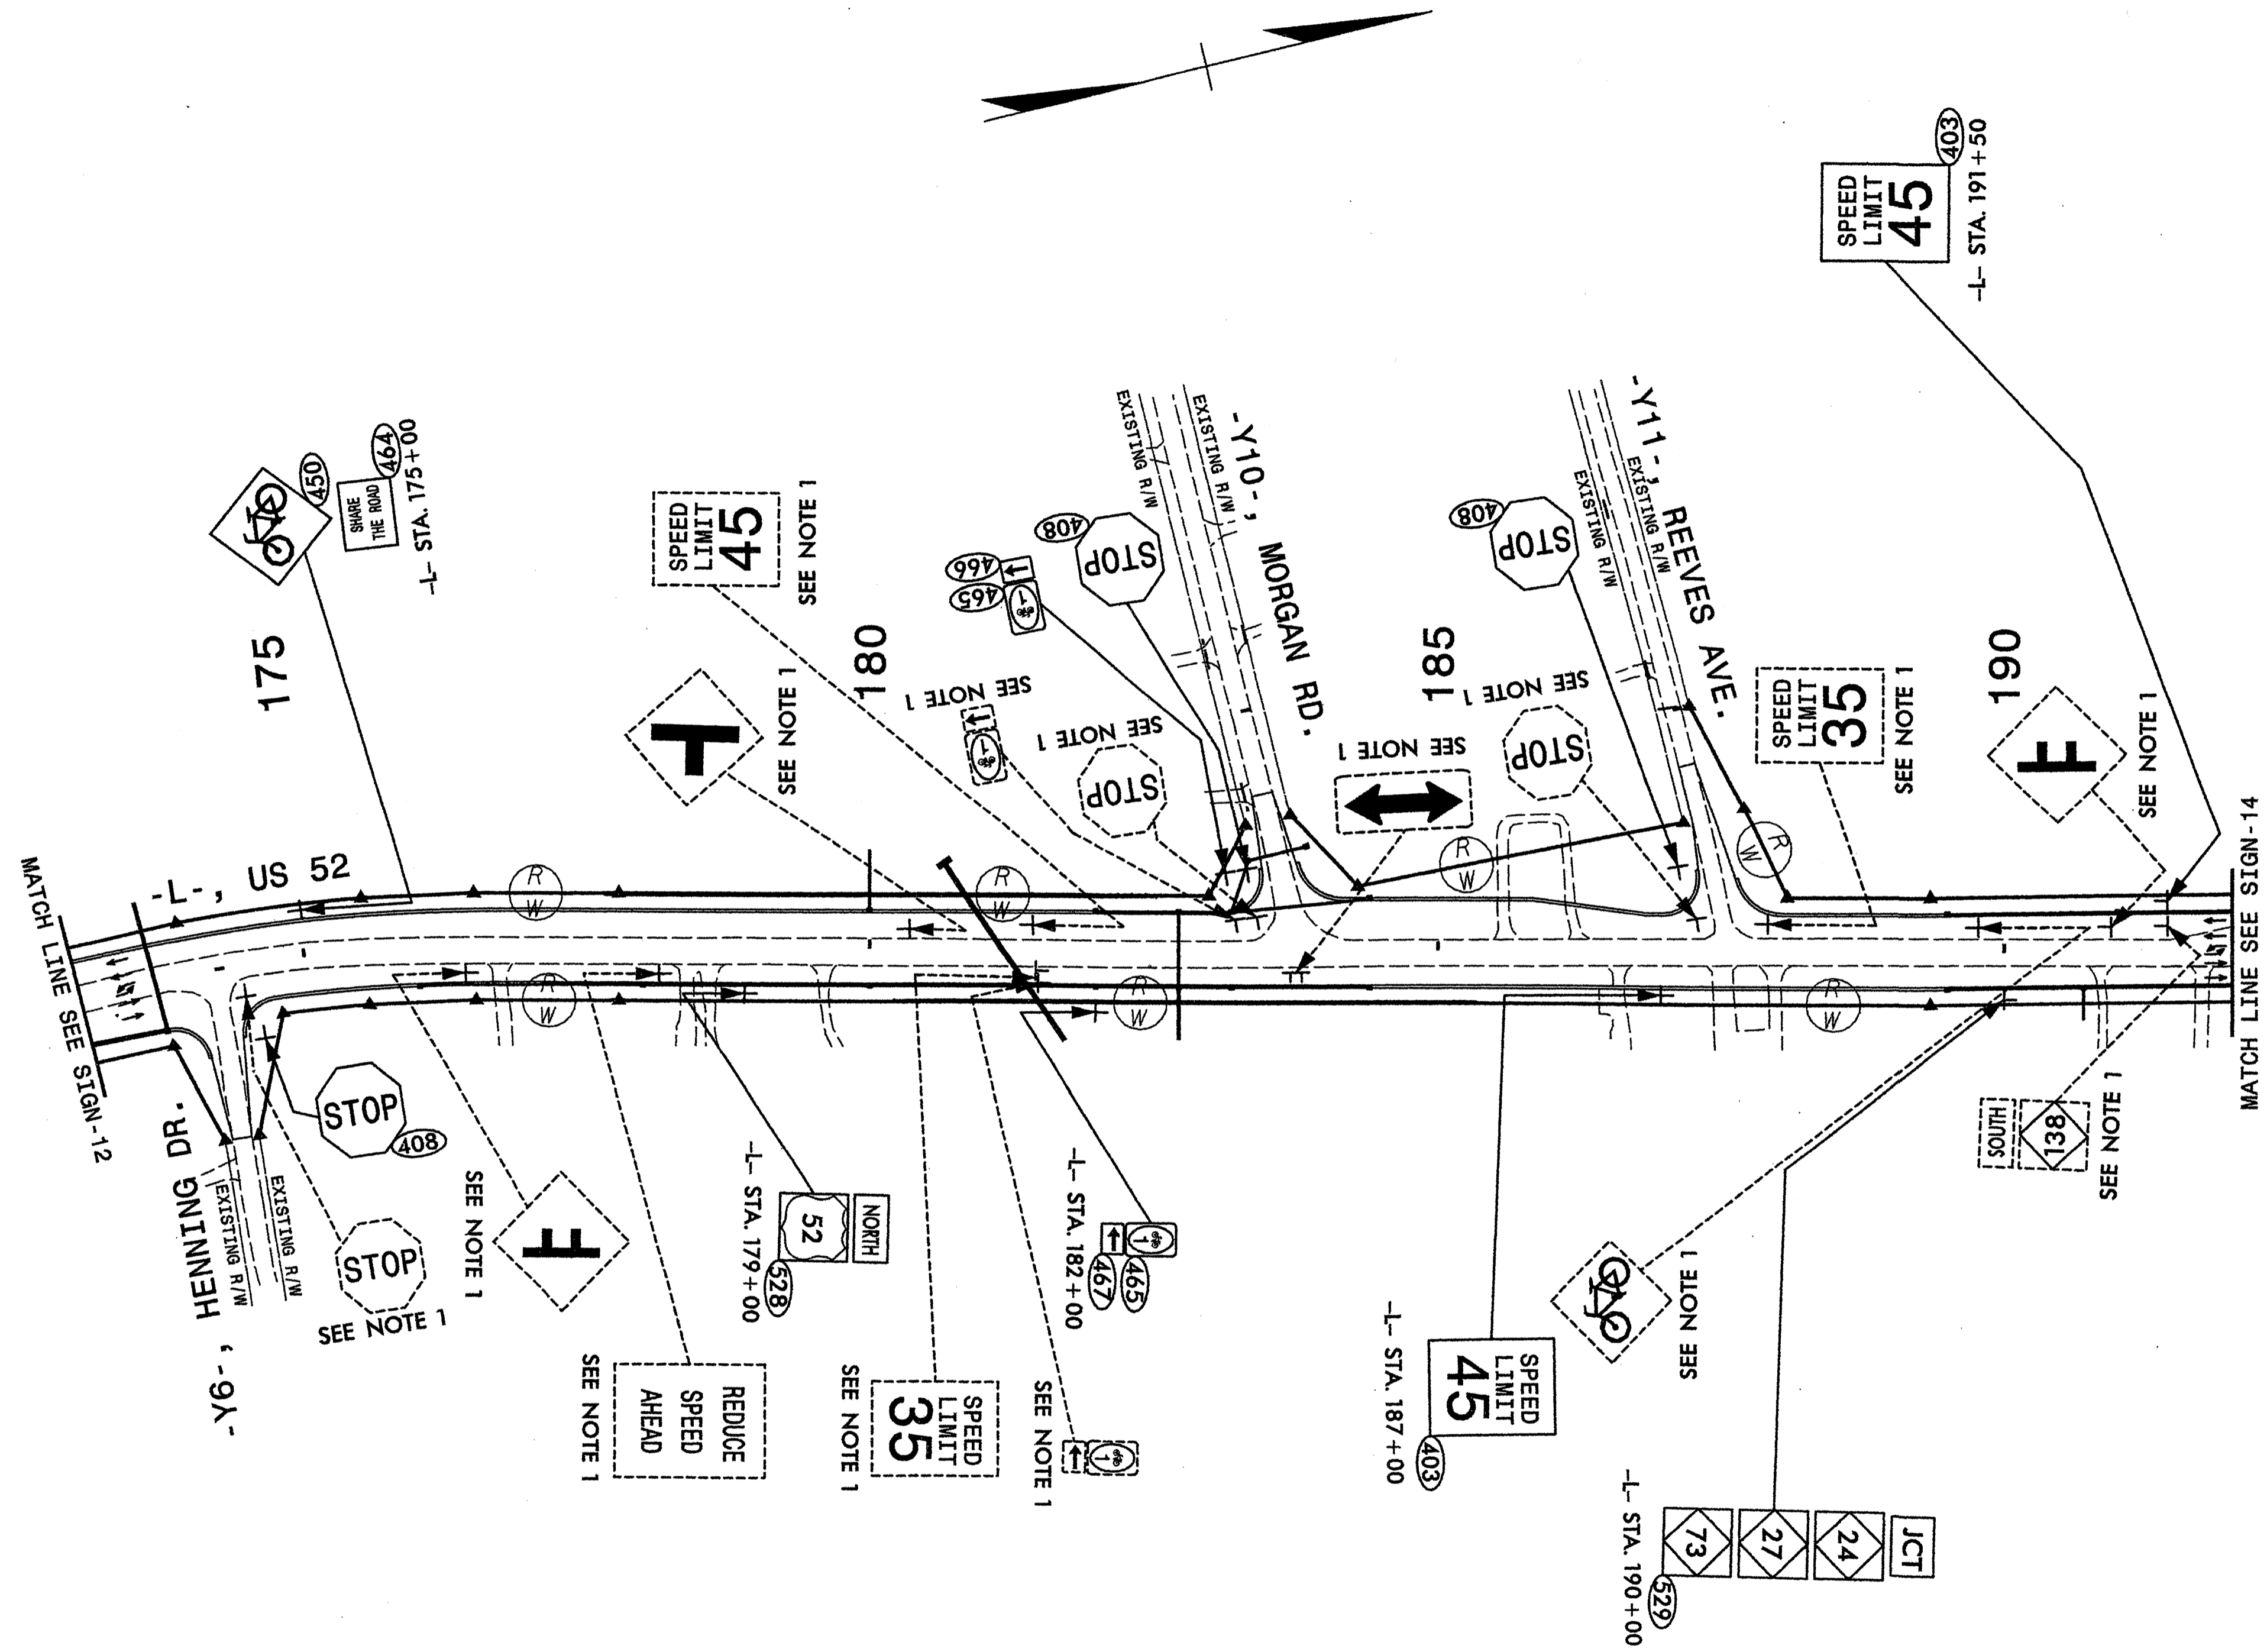 403
-L- STA. 191+50
SPEED
LIMIT
45
450
464
SHARE
THE ROAD
-L- STA. 175+00
175
SPEED
LIMIT
45
SEE NOTE 1
SEE NOTE 1
180
466
465
1
408
STOP
EXISTING R/W
EXISTING R/W
-Y10-, MORGAN RD.
SEE NOTE 1
1
SEE NOTE 1
STOP
408
STOP
EXISTING R/W
EXISTING R/W
-Y11-, REEVES AVE.
185
SEE NOTE 1
STOP
SEE NOTE 1
SPEED
LIMIT
35
SEE NOTE 1
190
SEE NOTE 1
MATCH LINE SEE SIGN-12
-L-, US 52
R
W
R
W
R
W
R
W
R
W
R
W
R
W
MATCH LINE SEE SIGN-14
-Y6-, HENNING DR.
EXISTING R/W
EXISTING R/W
STOP
408
STOP
SEE NOTE 1
SEE NOTE 1
-L- STA. 179+00
NORTH
52
528
-L- STA. 182+00
1
465
467
SEE NOTE 1
REDUCE
SPEED
AHEAD
SEE NOTE 1
SPEED
LIMIT
35
SEE NOTE 1
1
-L- STA. 187+00
SPEED
LIMIT
45
403
SEE NOTE 1
SOUTH
138
SEE NOTE 1
-L- STA. 190+00
JCT
24
27
73
529